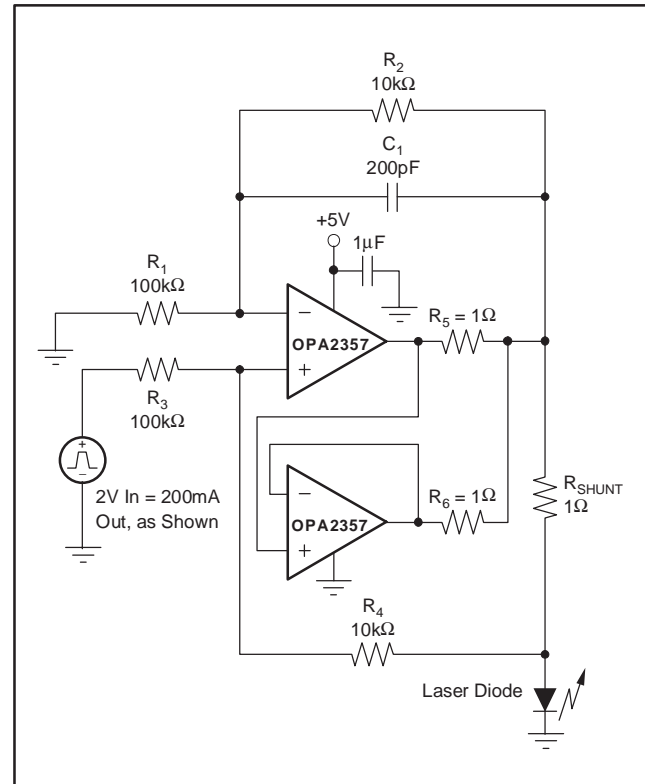 R2
10kΩ
C1
200pF
+5V
1µF
R1
100kΩ
−
OPA2357
+
R5 = 1Ω
R3
100kΩ
+
−
2V In = 200mA
Out, as Shown
−
OPA2357
+
R6 = 1Ω
RSHUNT
1Ω
R4
10kΩ
Laser Diode